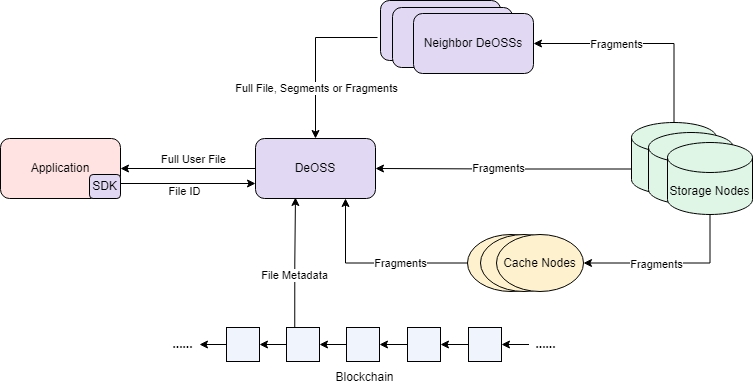 Neighbor DeOSSs
Fragments
Full File, Segments or Fragments
Application
SDK
Full User File
File ID
DeOSS
Fragments
Storage Nodes
Fragments
Cache Nodes
Fragments
File Metadata
......
......
Blockchain